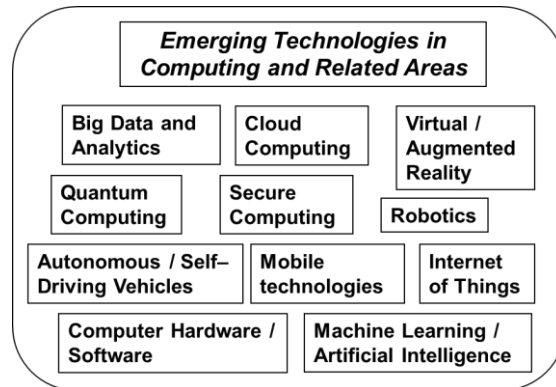 Emerging Technologies in
Computing and Related Areas
Big Data and
Analytics
Cloud
Computing
Virtual /
Augmented
Reality
Quantum
Computing
Secure
Computing
Robotics
Autonomous / Self–
Driving Vehicles
Mobile
technologies
Internet
of Things
Computer Hardware /
Software
Machine Learning /
Artificial Intelligence